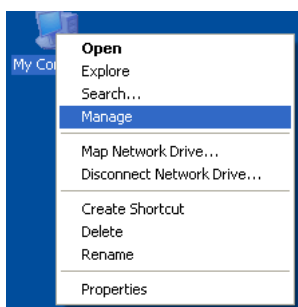 My Co
Open
Explore
Search...
Manage
Map Network Drive...
Disconnect Network Drive...
Create Shortcut
Delete
Rename
Properties